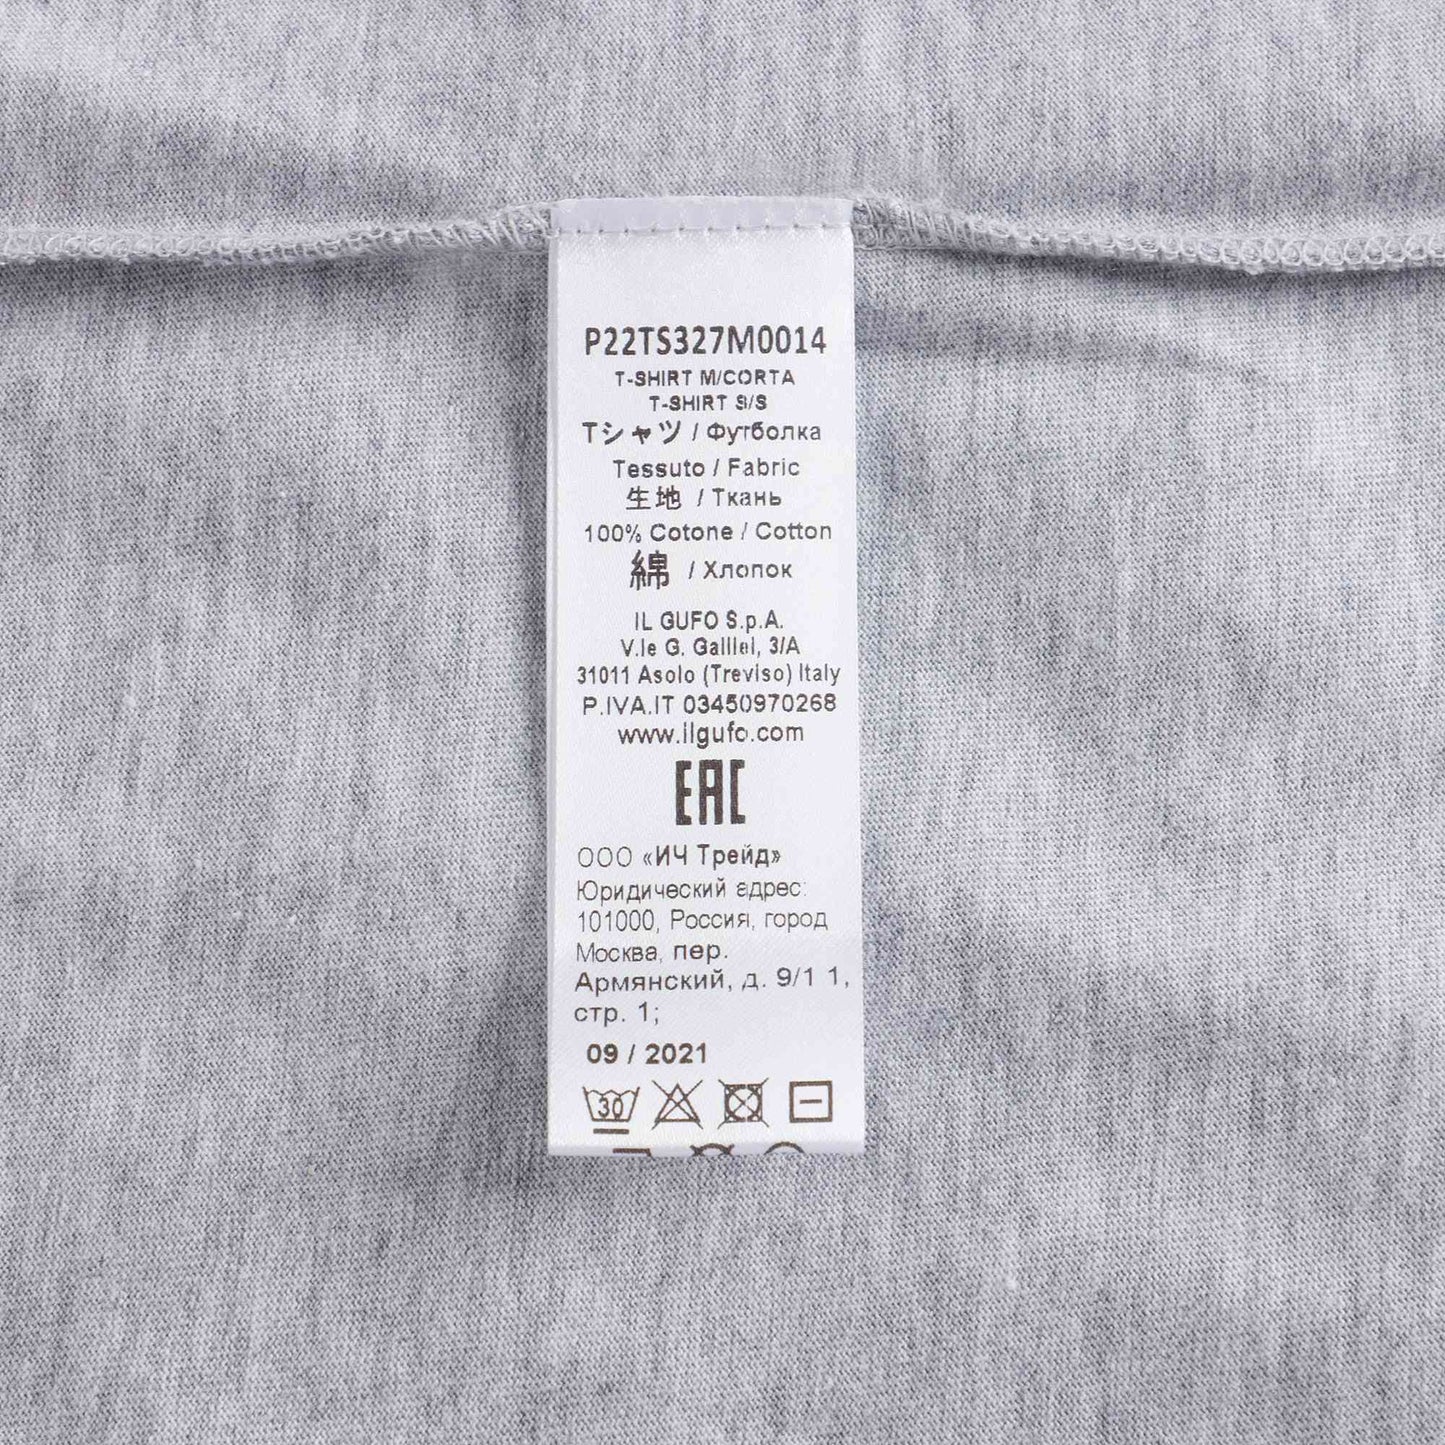 P22TS327M0014
T-SHIRT M/CORTA
T-SHIRT S/S
Tシャツ / Футболка
Tessuto / Fabric
生地 / Ткань
100% Cotone / Cotton
綿 / Хлопок
IL GUFO S.p.A.
V.le G. Galilei, 3/A
31011 Asolo (Treviso) Italy
P.IVA.IT 03450970268
www.ilgufo.com
EAC
ООО «ИЧ Трейд»
Юридический адрес:
101000, Россия, город
Москва, пер.
Армянский, д. 9/1 1,
стр. 1;
09 / 2021
30